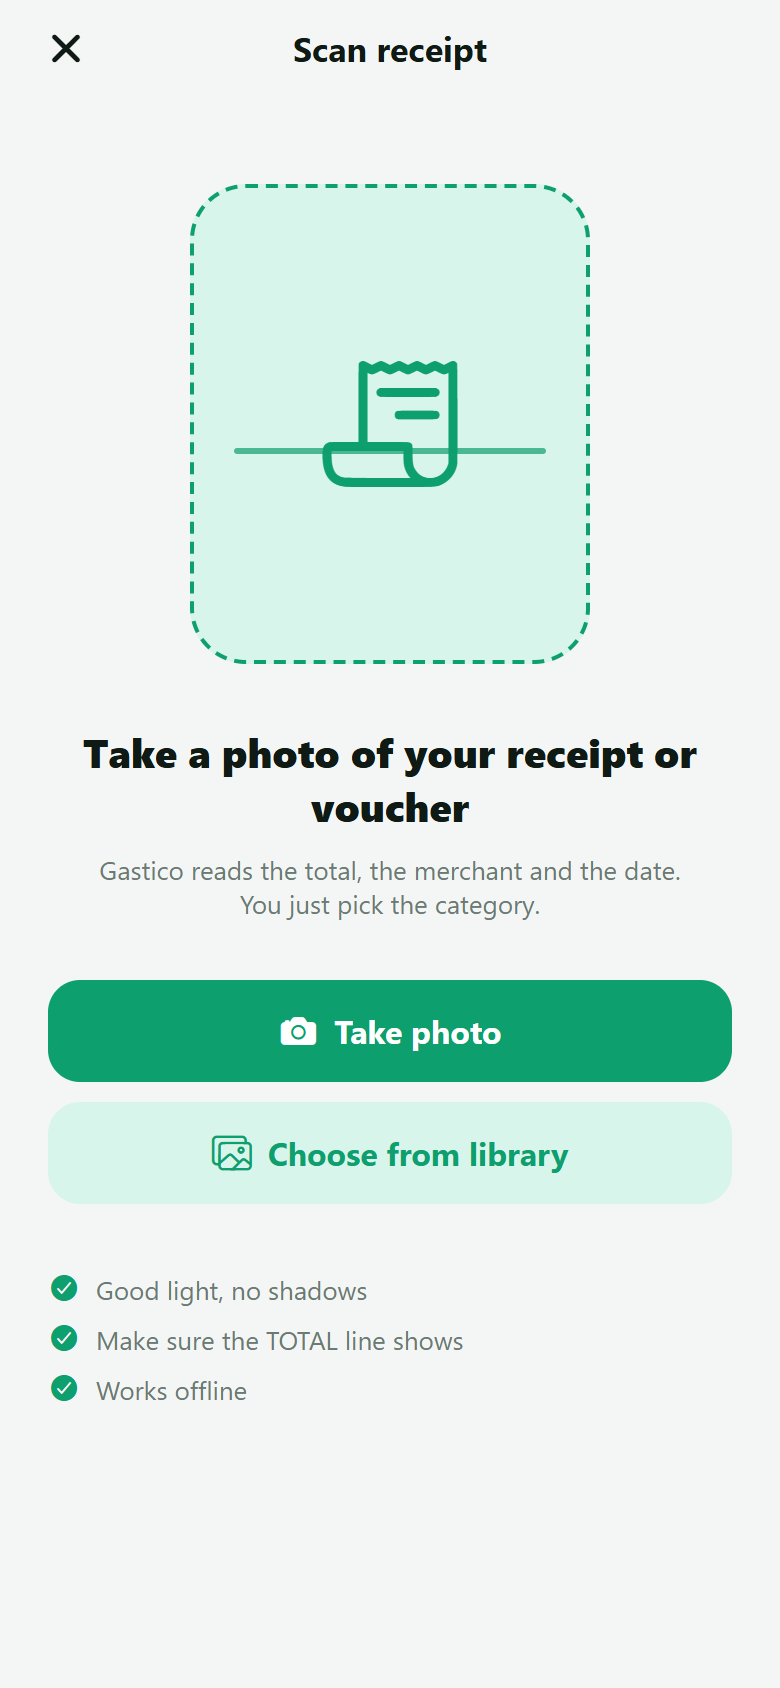 Scan receipt
Take a photo of your receipt or
voucher
Gastico reads the total, the merchant and the date.
You just pick the category.
Take photo
Choose from library
Good light, no shadows
Make sure the TOTAL line shows
Works offline